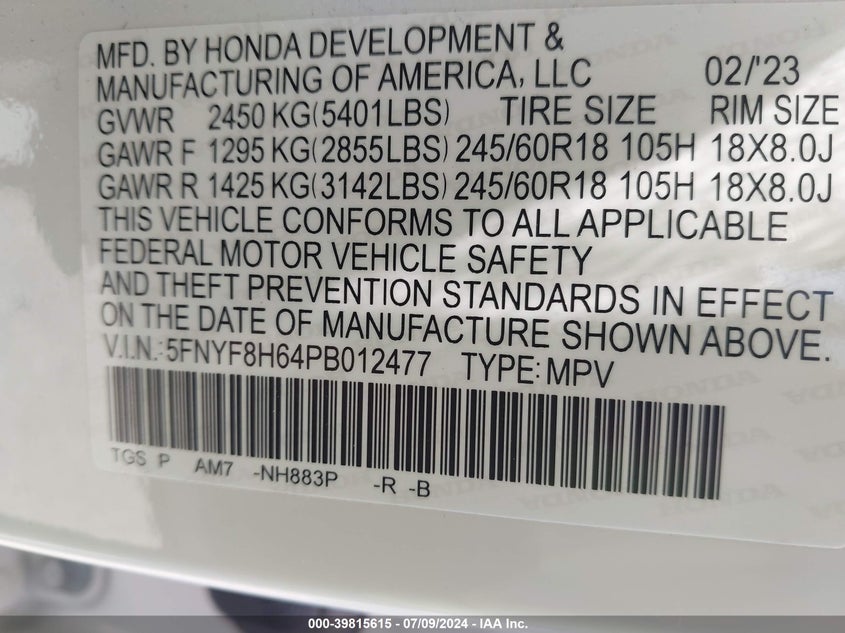 MFD. BY HONDA DEVELOPMENT &
MANUFACTURING OF AMERICA, LLC 02/'23
GVWR 2450 KG(5401LBS) TIRE SIZE RIM SIZE
GAWR F 1295 KG(2855LBS) 245/60R18 105H 18X8.0J
GAWR R 1425 KG(3142LBS) 245/60R18 105H 18X8.0J
THIS VEHICLE CONFORMS TO ALL APPLICABLE
FEDERAL MOTOR VEHICLE SAFETY
AND THEFT PREVENTION STANDARDS IN EFFECT
ON THE DATE OF MANUFACTURE SHOWN ABOVE.
V.I.N.: 5FNYF8H64PB012477 TYPE: MPV
TGS P AM7 -NH883P -R -B
000-39815615 / 07/09/2024 - IAA Inc.